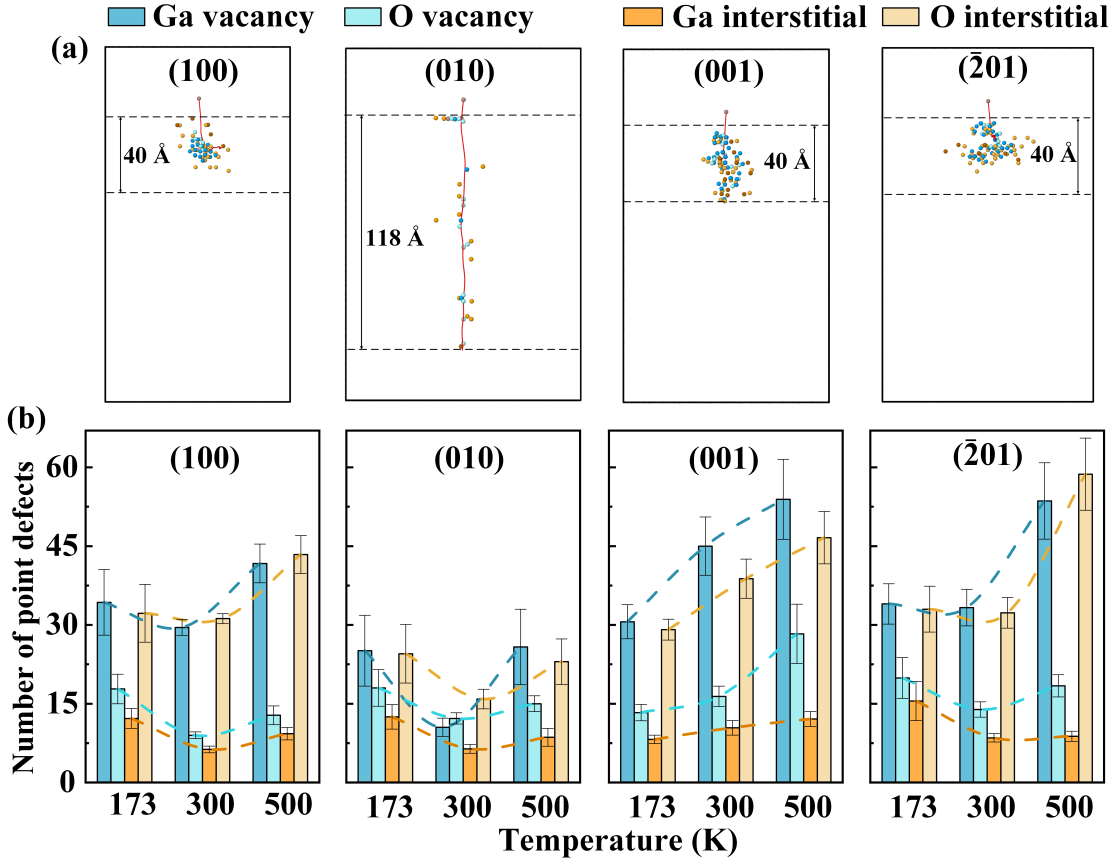 Ga vacancy O vacancy Ga interstitial O interstitial
(a)
(100) (010) (001) (2̄01)
40 Å 118 Å 40 Å 40 Å
(b)
(100) (010) (001) (2̄01)
Number of point defects
60
45
30
15
0
173 300 500 173 300 500 173 300 500 173 300 500
Temperature (K)